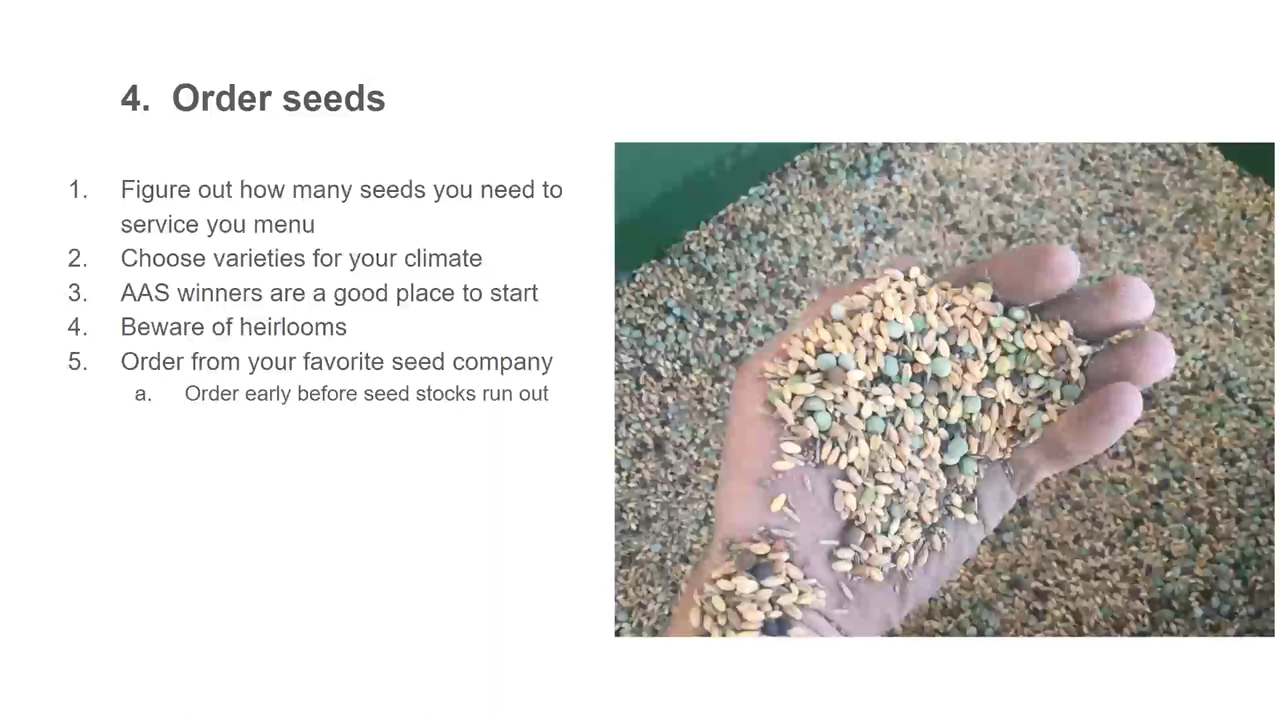 4. Order seeds
1. Figure out how many seeds you need to
service you menu
2. Choose varieties for your climate
3. AAS winners are a good place to start
4. Beware of heirlooms
5. Order from your favorite seed company
a. Order early before seed stocks run out